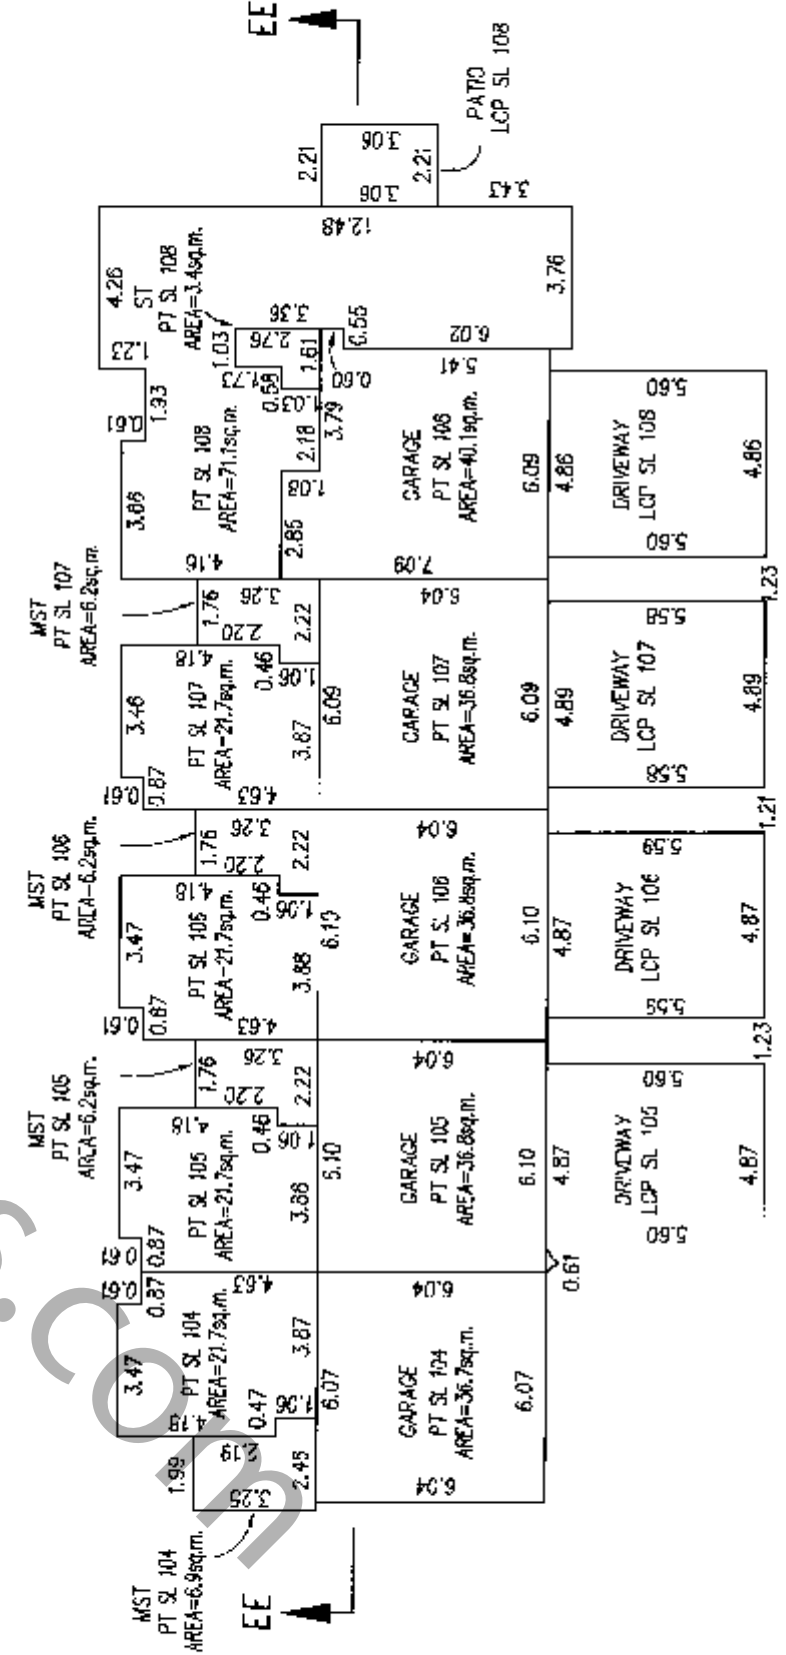 EE
PATIO
LCP SL 108
2.21
3.06
3.06
2.21
3.43
12.48
4.26
ST
PT SL 108
AREA=3.4sq.m.
3.76
1.23
1.93
0.61
3.36
2.76
1.03
1.61
0.55
6.02
5.41
0.60
1.73
0.58
1.03
3.79
2.18
1.08
2.85
3.86
PT SL 108
AREA=71.1sq.m.
4.16
GARAGE
PT SL 108
AREA=40.1sq.m.
7.09
6.09
4.86
5.60
DRIVEWAY
LCP SL 108
4.86
5.60
1.23
MST
PT SL 107
AREA=6.2sq.m.
1.76
3.26
2.20
2.22
4.18
0.46
1.06
3.46
PT SL 107
AREA=21.7sq.m.
3.87
0.61
0.87
4.63
6.09
6.04
GARAGE
PT SL 107
AREA=36.8sq.m.
6.09
4.89
5.58
DRIVEWAY
LCP SL 107
4.89
5.58
1.21
MST
PT SL 106
AREA=6.2sq.m.
1.76
3.26
2.20
2.22
4.18
0.46
1.06
3.47
PT SL 106
AREA=21.7sq.m.
3.88
0.61
0.87
4.63
6.10
6.04
GARAGE
PT SL 106
AREA=36.8sq.m.
6.10
4.87
5.59
DRIVEWAY
LCP SL 106
4.87
5.59
1.23
MST
PT SL 105
AREA=6.2sq.m.
1.76
3.26
2.20
2.22
4.18
0.46
1.06
3.47
PT SL 105
AREA=21.7sq.m.
3.88
0.61
0.87
6.10
6.04
GARAGE
PT SL 105
AREA=36.8sq.m.
6.10
4.87
5.60
DRIVEWAY
LCP SL 105
4.87
5.60
0.61
0.61
0.87
4.63
6.04
3.47
PT SL 104
AREA=21.7sq.m.
3.87
4.18
0.47
1.06
6.07
GARAGE
PT SL 104
AREA=36.7sq.m.
6.07
6.04
1.99
2.19
3.25
2.46
MST
PT SL 104
AREA=6.9sq.m.
EE
s.com